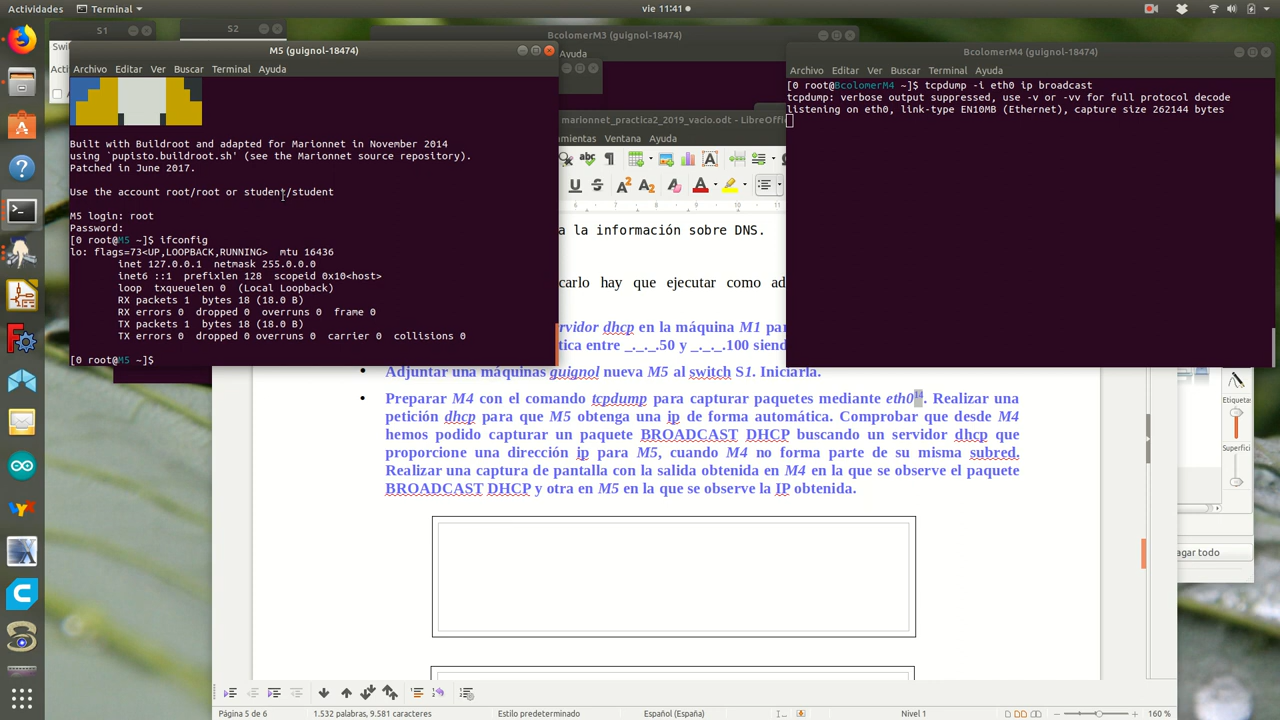 Actividades
Terminal
vie 11:41
S1
S2
BcolomerM3 (guignol-18474)
Ayuda
M5 (guignol-18474)
Archivo Editar Ver Buscar Terminal Ayuda
Built with Buildroot and adapted for Marionnet in November 2014
using `pupisto.buildroot.sh' (see the Marionnet source repository).
Patched in June 2017.
Use the account root/root or student/student
M5 login: root
Password:
[0 root@M5 ~]$ ifconfig
lo: flags=73<UP,LOOPBACK,RUNNING>  mtu 16436
inet 127.0.0.1  netmask 255.0.0.0
inet6 ::1  prefixlen 128  scopeid 0x10<host>
loop  txqueuelen 0  (Local Loopback)
RX packets 1  bytes 18 (18.0 B)
RX errors 0  dropped 0  overruns 0  frame 0
TX packets 1  bytes 18 (18.0 B)
TX errors 0  dropped 0 overruns 0  carrier 0  collisions 0
[0 root@M5 ~]$
BcolomerM4 (guignol-18474)
Archivo Editar Ver Buscar Terminal Ayuda
[0 root@BcolomerM4 ~]$ tcpdump -i eth0 ip broadcast
tcpdump: verbose output suppressed, use -v or -vv for full protocol decode
listening on eth0, link-type EN10MB (Ethernet), capture size 262144 bytes
marionnet_practica2_2019_vacio.odt - LibreOffi
mientas Ventana Ayuda
6 7 8 9 10 11
a la información sobre DNS.
carlo hay que ejecutar como ad
rvidor dhcp en la máquina M1 pa
tica entre _._._.50 y _._._.100 siend
• Adjuntar una máquinas guignol nueva M5 al switch S1. Iniciarla.
• Preparar M4 con el comando tcpdump para capturar paquetes mediante eth0¹⁴. Realizar una
petición dhcp para que M5 obtenga una ip de forma automática. Comprobar que desde M4
hemos podido capturar un paquete BROADCAST DHCP buscando un servidor dhcp que
proporcione una dirección ip para M5, cuando M4 no forma parte de su misma subred.
Realizar una captura de pantalla con la salida obtenida en M4 en la que se observe el paquete
BROADCAST DHCP y otra en M5 en la que se observe la IP obtenida.
Etiquetas
Superfici
agar todo
Página 5 de 6
1.532 palabras, 9.581 caracteres
Estilo predeterminado
Español (España)
Nivel 1
160 %